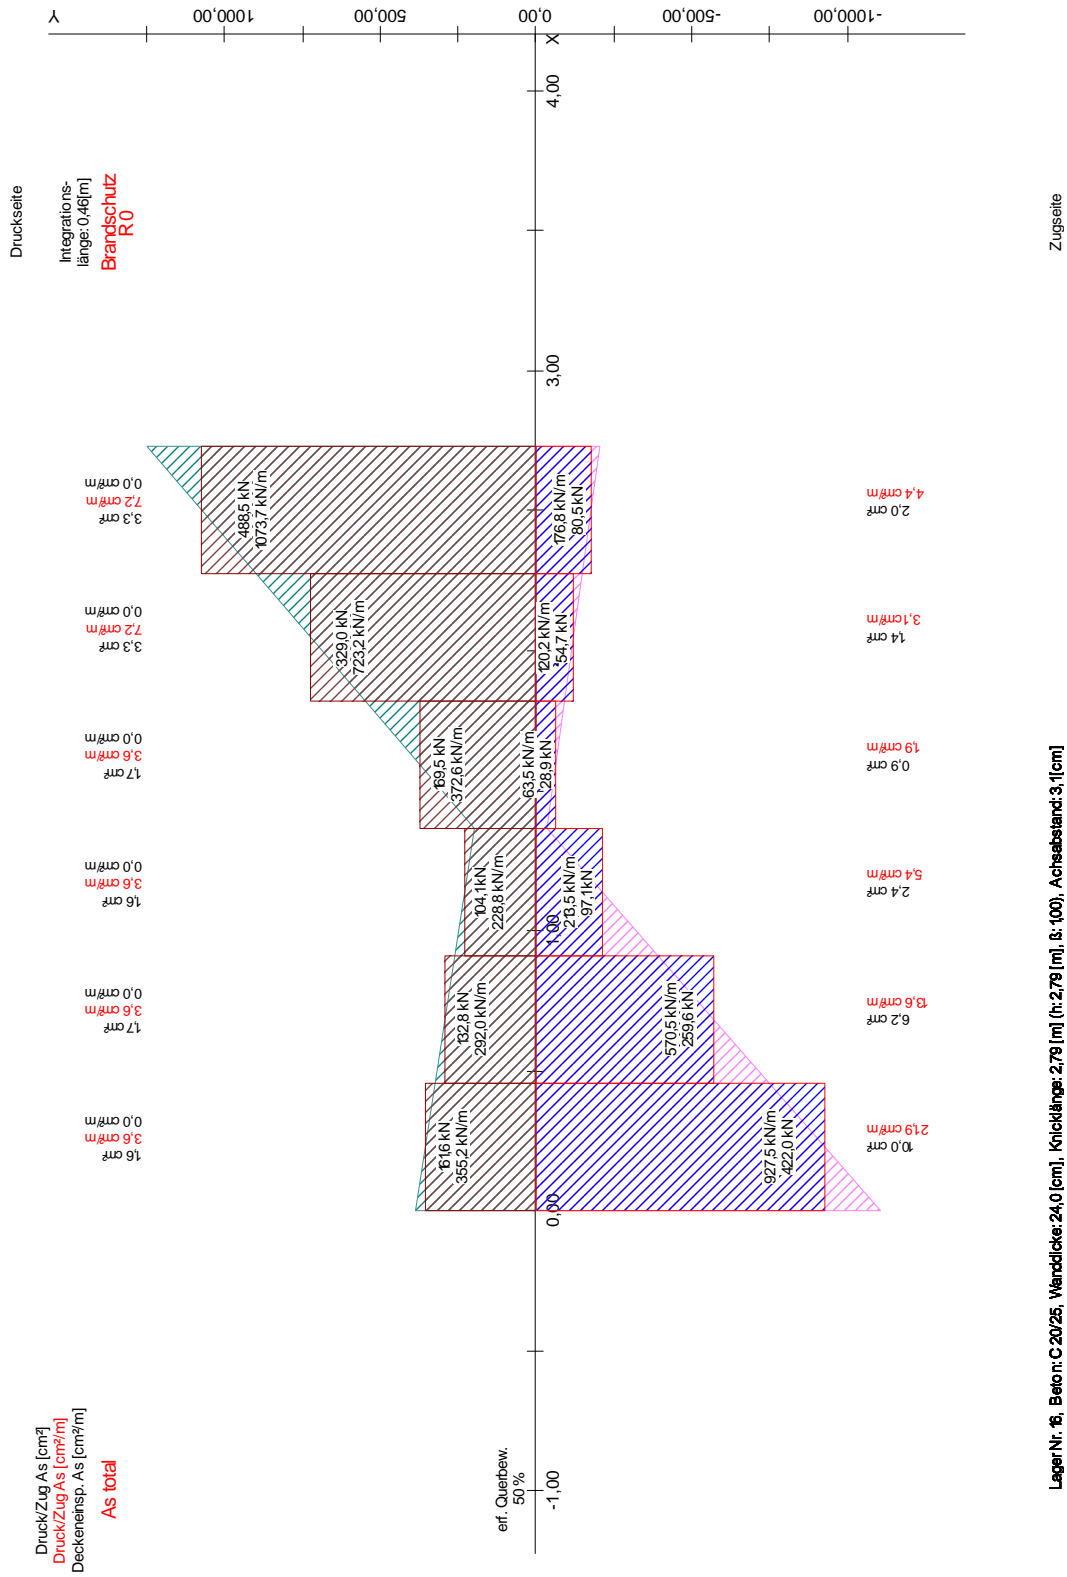 Druckseite
Integrations-
länge: 0,46[m]
Brandschutz
R 0
Druck/Zug As [cm²]
Druck/Zug As [cm²/m]
Deckeneinsp. As [cm²/m]
As total
1,6 cm²
3,6 cm²/m
0,0 cm²/m
1,7 cm²
3,6 cm²/m
0,0 cm²/m
1,6 cm²
3,6 cm²/m
0,0 cm²/m
1,7 cm²
3,6 cm²/m
0,0 cm²/m
3,3 cm²
7,2 cm²/m
0,0 cm²/m
3,3 cm²
7,2 cm²/m
0,0 cm²/m
Y
1000,00
500,00
0,00
-500,00
-1000,00
X
161,6 kN
355,2 kN/m
132,8 kN
292,0 kN/m
104,1 kN
228,8 kN/m
169,5 kN
372,6 kN/m
329,0 kN
723,2 kN/m
488,5 kN
1073,7 kN/m
erf. Querbew.
50 %
-1,00
0,00
1,00
3,00
4,00
927,5 kN/m
422,0 kN
570,5 kN/m
259,6 kN
213,5 kN/m
97,1 kN
63,5 kN/m
28,9 kN
120,2 kN/m
54,7 kN
176,8 kN/m
80,5 kN
10,0 cm²
21,9 cm²/m
6,2 cm²
13,6 cm²/m
2,4 cm²
5,4 cm²/m
0,9 cm²
1,9 cm²/m
1,4 cm²
3,1 cm²/m
2,0 cm²
4,4 cm²/m
Zugseite
Lager Nr. 16, Beton: C 20/25, Wanddicke: 24,0 [cm], Knicklänge: 2,79 [m] (h: 2,79 [m], ß: 1,00), Achsabstand: 3,1[cm]